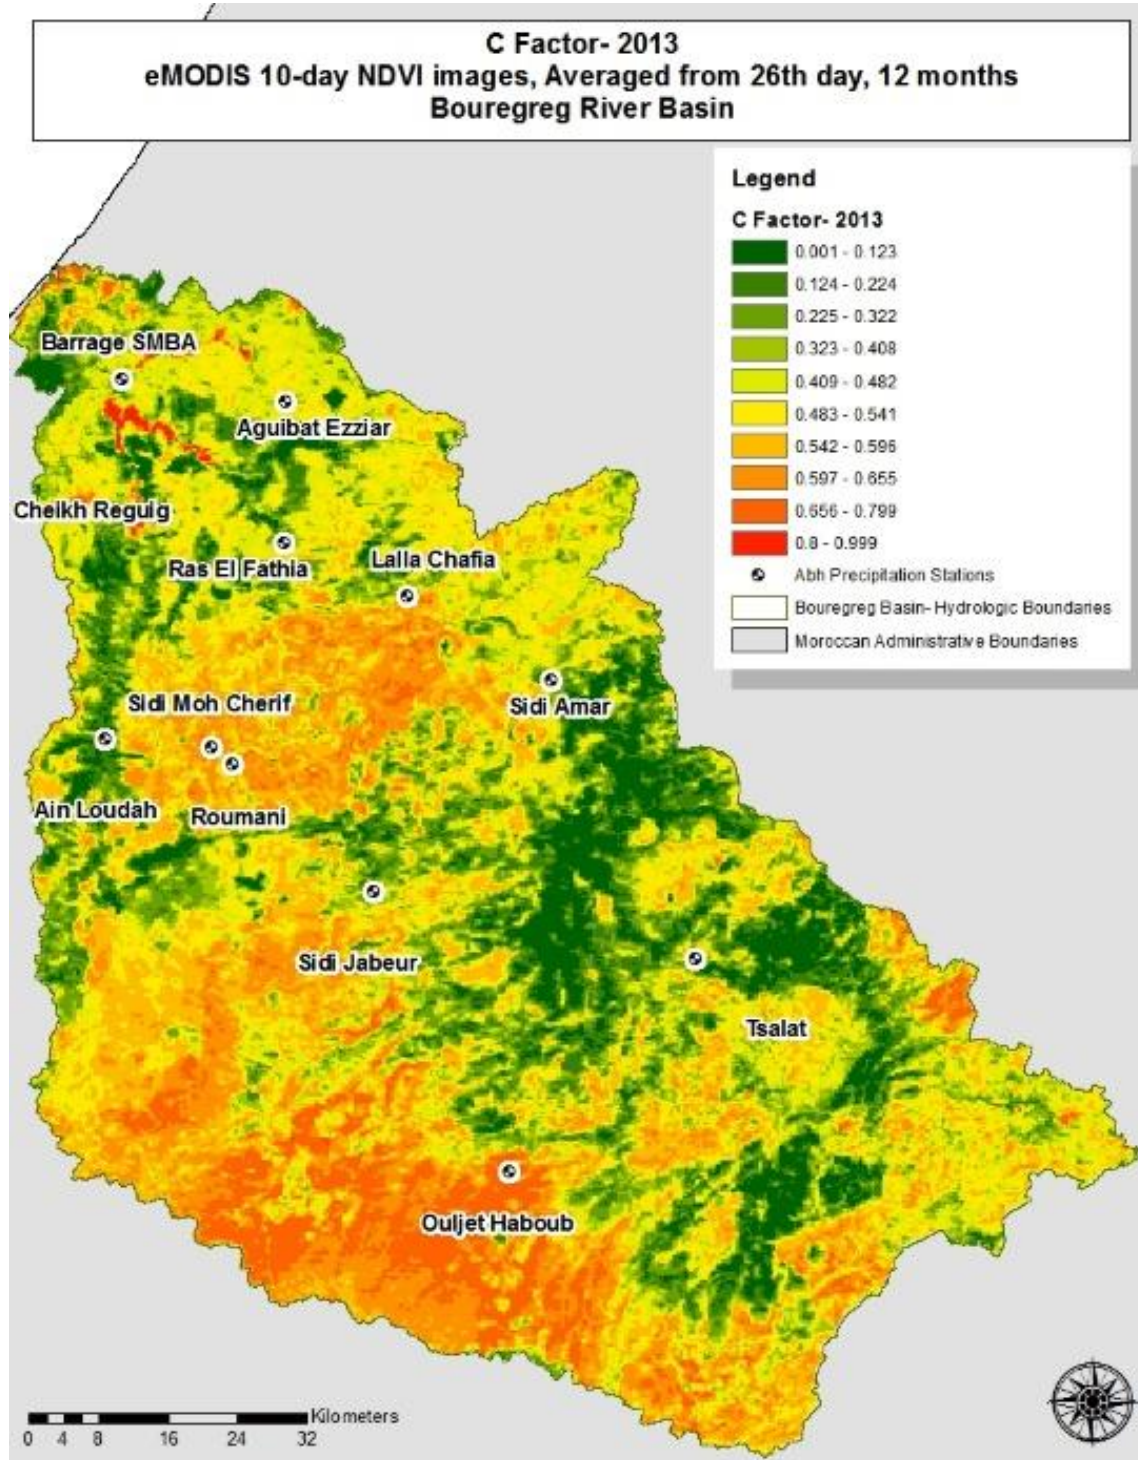 C Factor- 2013
eMODIS 10-day NDVI images, Averaged from 26th day, 12 months
Bouregreg River Basin
Legend
C Factor- 2013
0.001 - 0.123
0.124 - 0.224
0.225 - 0.322
0.323 - 0.408
0.409 - 0.482
0.483 - 0.541
0.542 - 0.596
0.597 - 0.655
0.656 - 0.799
0.8 - 0.999
Abh Precipitation Stations
Bouregreg Basin- Hydrologic Boundaries
Moroccan Administrative Boundaries
Barrage SMBA
Aguibat Ezziar
Cheikh Reguig
Ras El Fathia
Lalla Chafia
Sidi Moh Cherif
Sidi Amar
Ain Loudah
Roumani
Sidi Jabeur
Tsalat
Ouljet Haboub
Kilometers
0 4 8 16 24 32